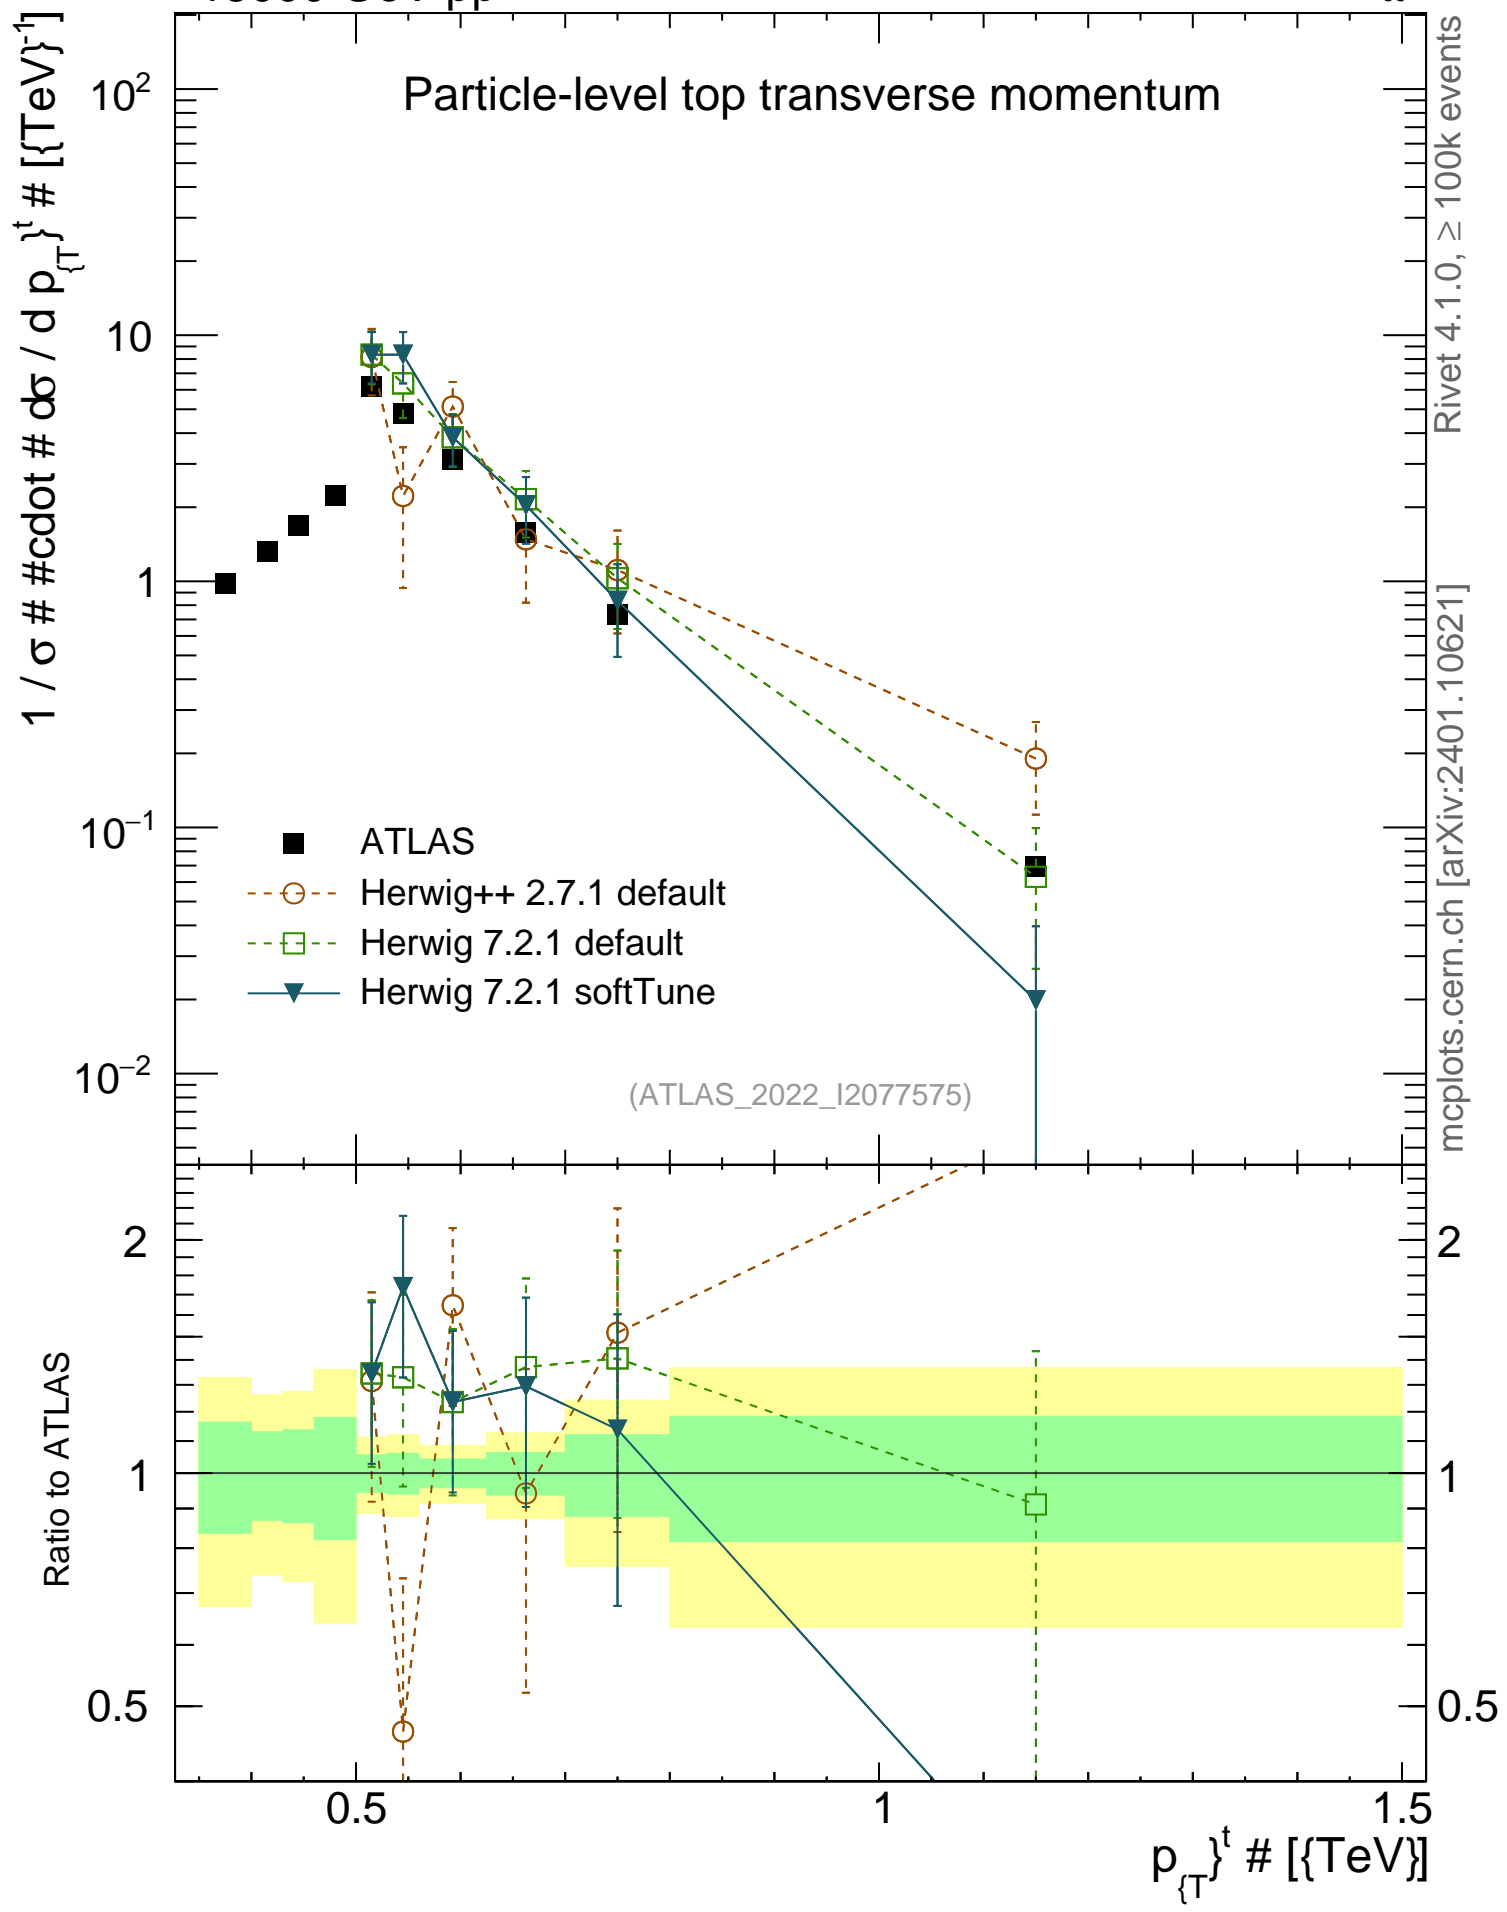 Particle-level top transverse momentum
1 / σ # #cdot # dσ / d p_{T}^t # [{TeV}^-1]
10²
10
1
10⁻¹
10⁻²
ATLAS
Herwig++ 2.7.1 default
Herwig 7.2.1 default
Herwig 7.2.1 softTune
(ATLAS_2022_I2077575)
Rivet 4.1.0, ≥ 100k events
mcplots.cern.ch [arXiv:2401.10621]
Ratio to ATLAS
2
1
0.5
2
1
0.5
0.5
1
1.5
p_{T}^t # [{TeV}]